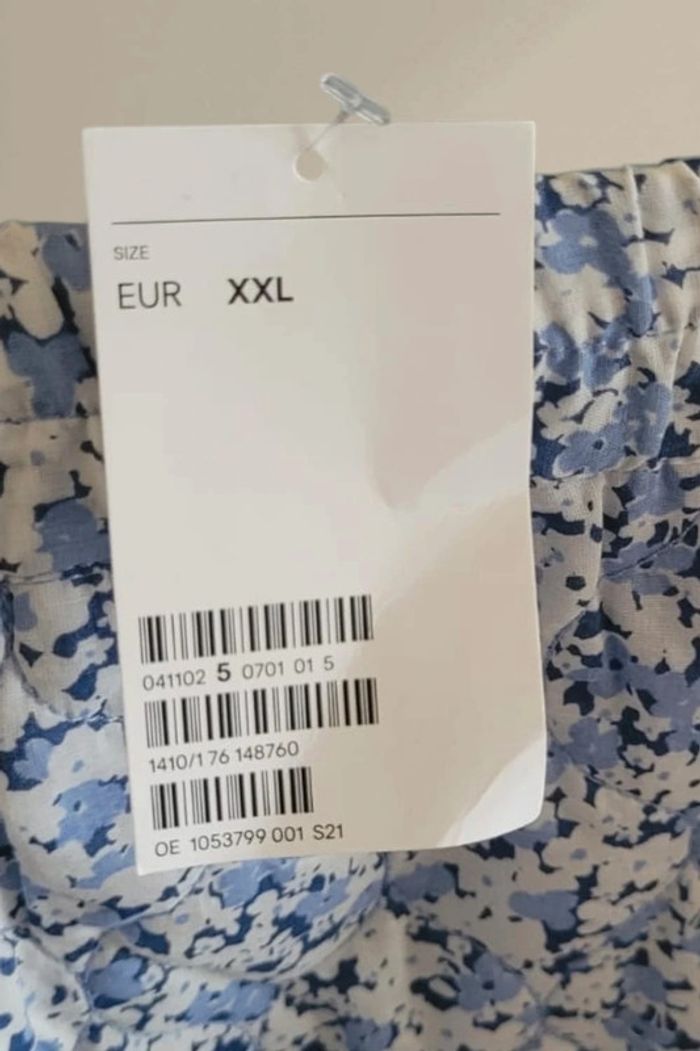 SIZE
EUR XXL
041102 5 0701 01 5
1410/1 76 148760
OE 1053799 001 S21